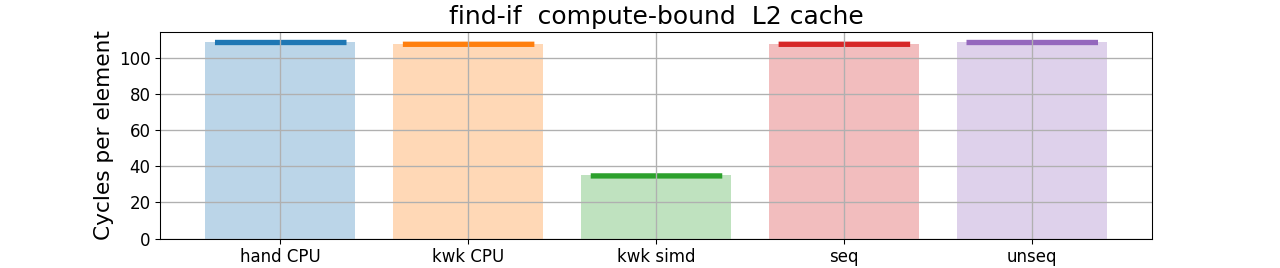 find-if compute-bound L2 cache
Cycles per element
100
80
60
40
20
0
hand CPU kwk CPU kwk simd seq unseq